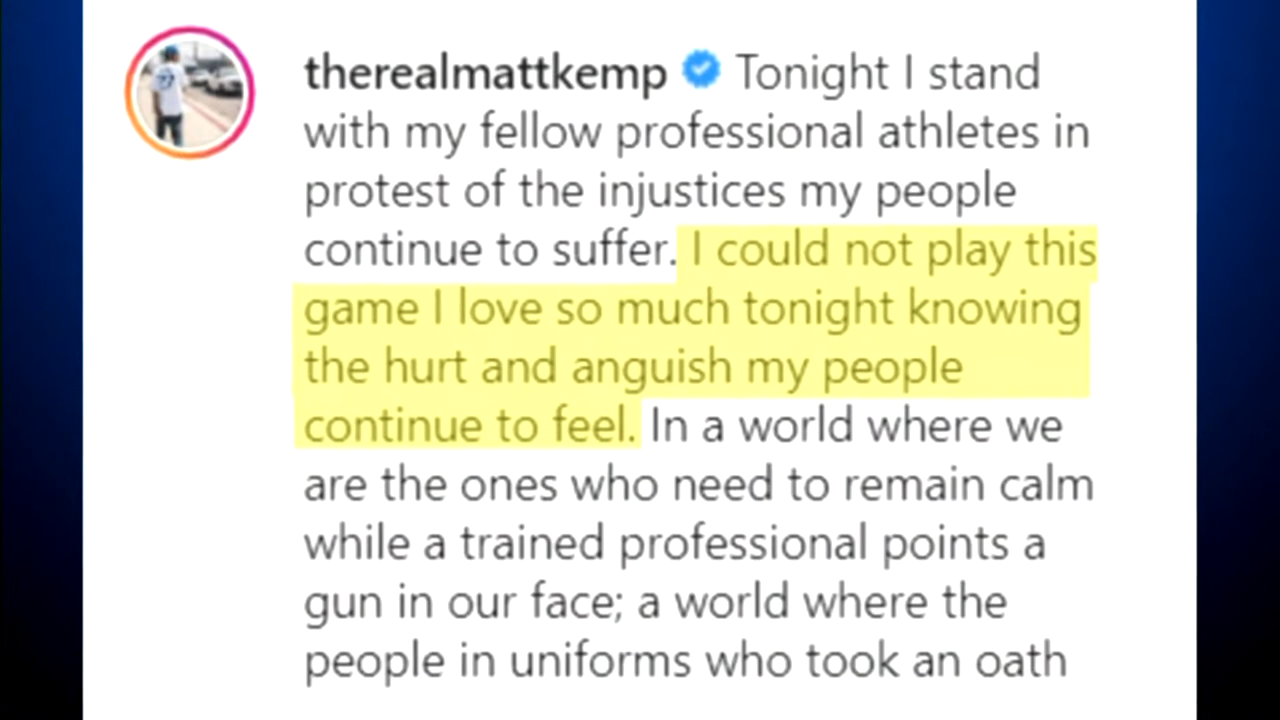 therealmattkemp Tonight I stand
with my fellow professional athletes in
protest of the injustices my people
continue to suffer. I could not play this
game I love so much tonight knowing
the hurt and anguish my people
continue to feel. In a world where we
are the ones who need to remain calm
while a trained professional points a
gun in our face; a world where the
people in uniforms who took an oath